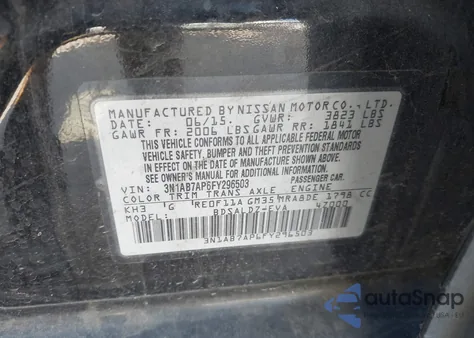 MANUFACTURED BY NISSAN MOTOR CO., LTD.
DATE: 06/15. GVWR: 3823 LBS
GAWR FR: 2006 LBS GAWR RR: 1841 LBS
THIS VEHICLE CONFORMS TO ALL APPLICABLE FEDERAL MOTOR
VEHICLE SAFETY, BUMPER, AND THEFT PREVENTION STANDARDS
IN EFFECT ON THE DATE OF MANUFACTURE SHOWN ABOVE.
SEE OWNER'S MANUAL
VIN: 3N1AB7AP6FY296503 PASSENGER CAR.
COLOR TRIM TRANS AXLE ENGINE
KH3 G RE0F11A GM35 MRA8DE 1798 CC
MODEL: BDSALDZ-EVA 4Z000
3N1AB7AP6FY296503
autoSnap